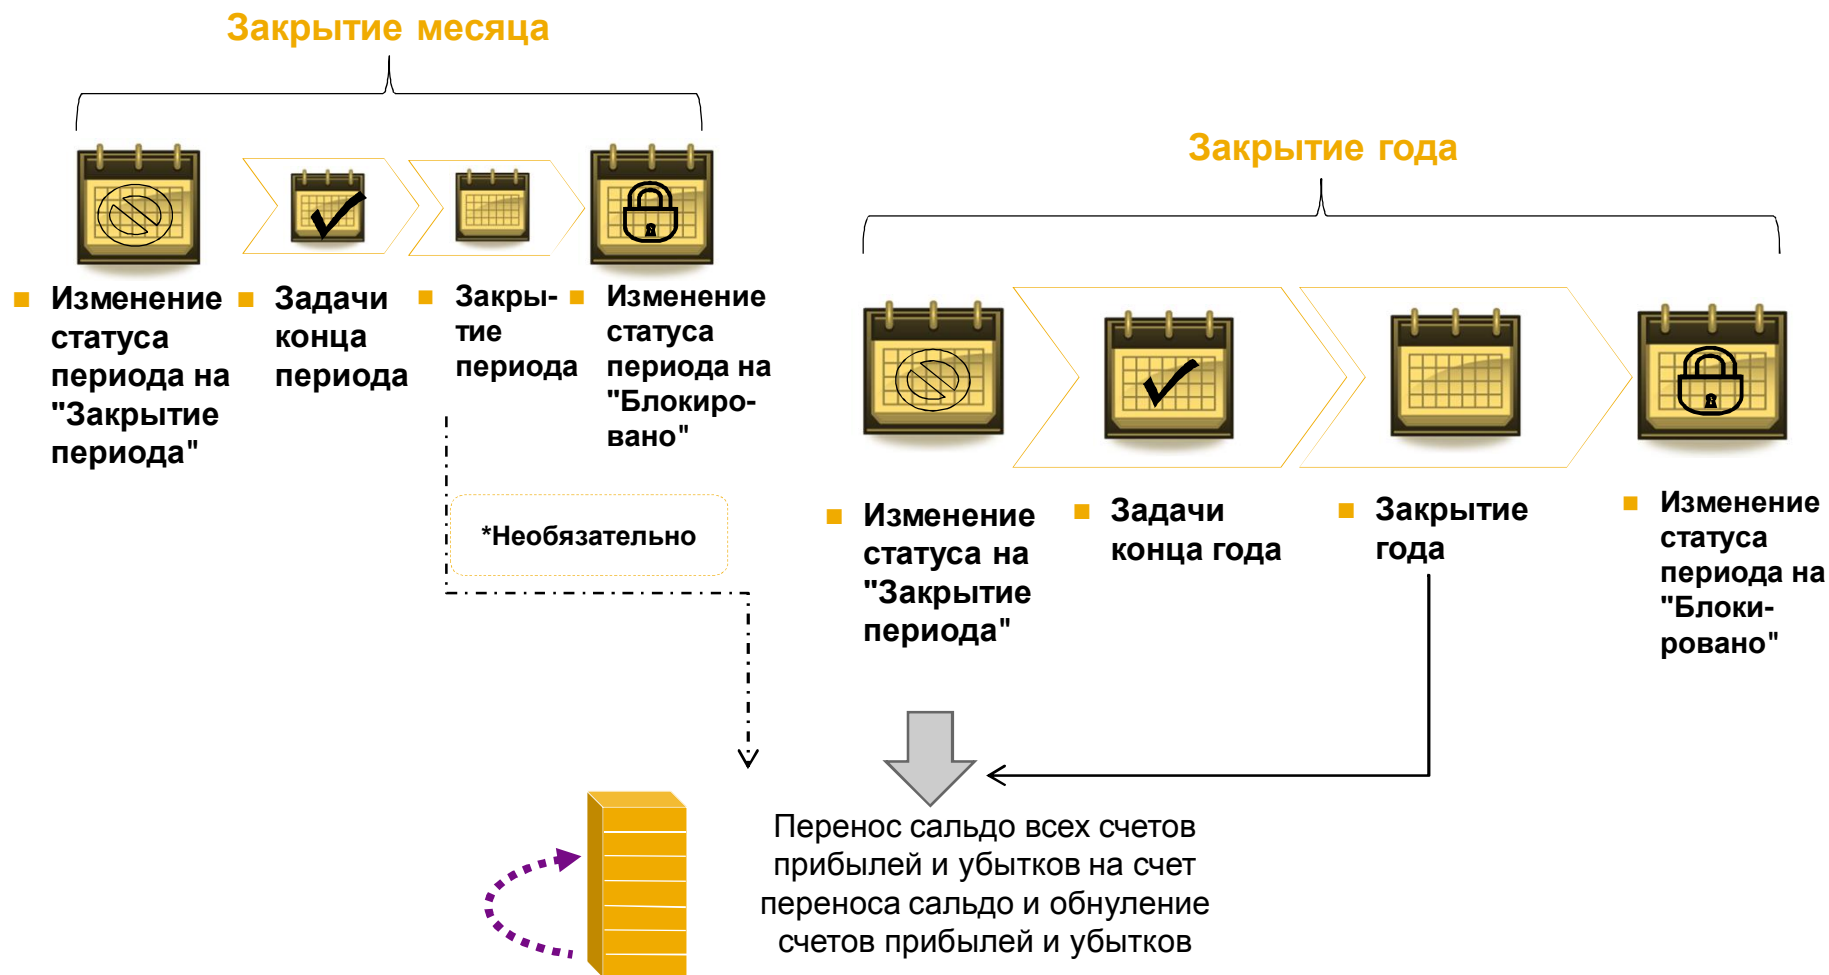 Закрытие месяца
Изменение
статуса
периода на
"Закрытие
периода"
Задачи
конца
периода
Закры-
тие
периода
Изменение
статуса
периода на
"Блокиро-
вано"
*Необязательно
Закрытие года
Изменение
статуса на
"Закрытие
периода"
Задачи
конца года
Закрытие
года
Изменение
статуса
периода на
"Блоки-
ровано"
Перенос сальдо всех счетов
прибылей и убытков на счет
переноса сальдо и обнуление
счетов прибылей и убытков